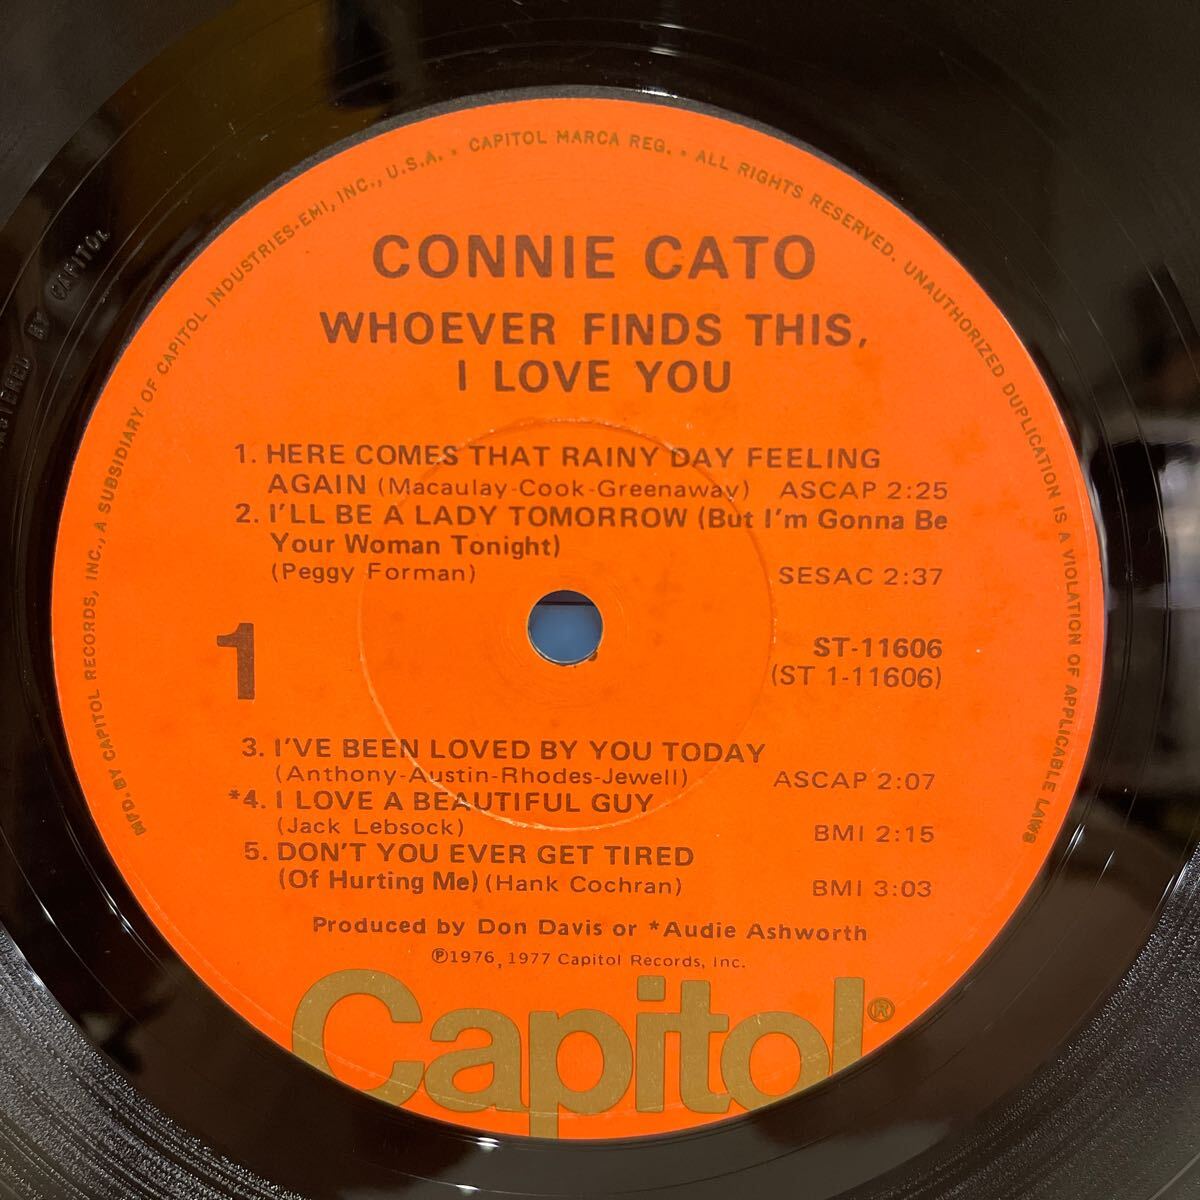 MFD. BY CAPITOL RECORDS, INC., A SUBSIDIARY OF CAPITOL INDUSTRIES-EMI, INC., U.S.A. • CAPITOL MARCA REG. • ALL RIGHTS RESERVED. UNAUTHORIZED DUPLICATION IS A VIOLATION OF APPLICABLE LAWS
BY CAPITOL
CONNIE CATO
WHOEVER FINDS THIS,
I LOVE YOU
1. HERE COMES THAT RAINY DAY FEELING
AGAIN (Macaulay-Cook-Greenaway) ASCAP 2:25
2. I'LL BE A LADY TOMORROW (But I'm Gonna Be
Your Woman Tonight)
(Peggy Forman) SESAC 2:37
1
ST-11606
(ST 1-11606)
3. I'VE BEEN LOVED BY YOU TODAY
(Anthony-Austin-Rhodes-Jewell) ASCAP 2:07
*4. I LOVE A BEAUTIFUL GUY
(Jack Lebsock) BMI 2:15
5. DON'T YOU EVER GET TIRED
(Of Hurting Me) (Hank Cochran) BMI 3:03
Produced by Don Davis or *Audie Ashworth
℗1976, 1977 Capitol Records, Inc.
Capitol®